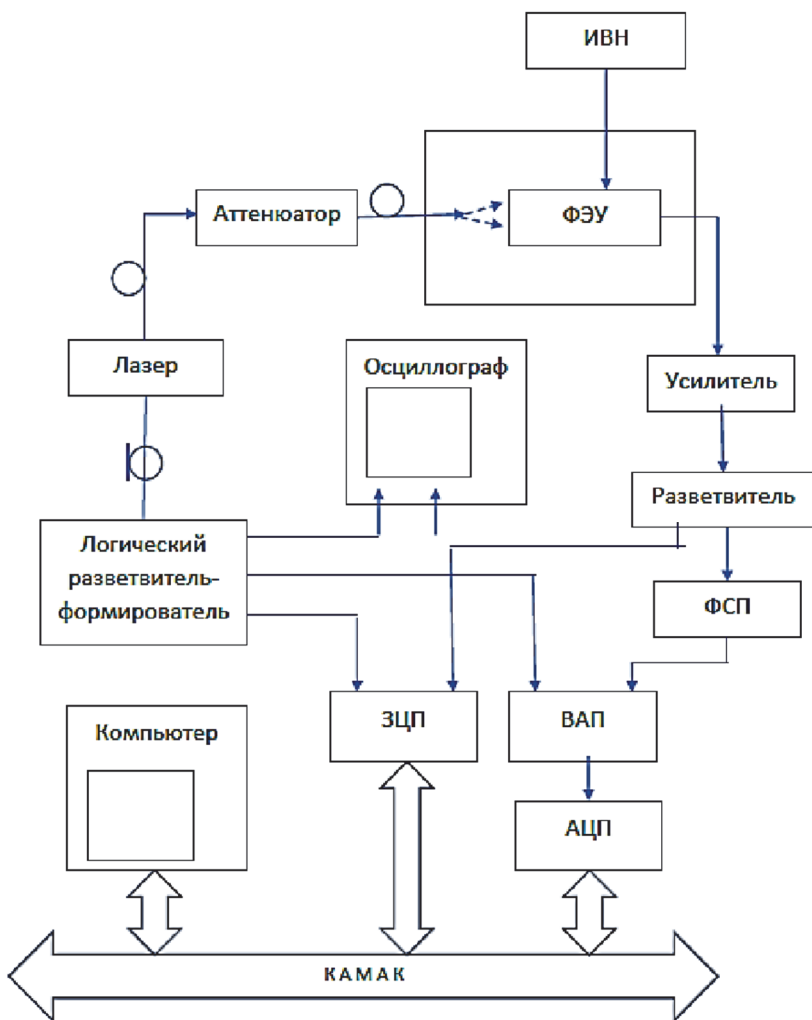 ИВН
Аттенюатор
ФЭУ
Лазер
Осциллограф
Усилитель
Разветвитель
Логический
разветвитель-
формирователь
ФСП
ЗЦП
ВАП
Компьютер
АЦП
КАМАК